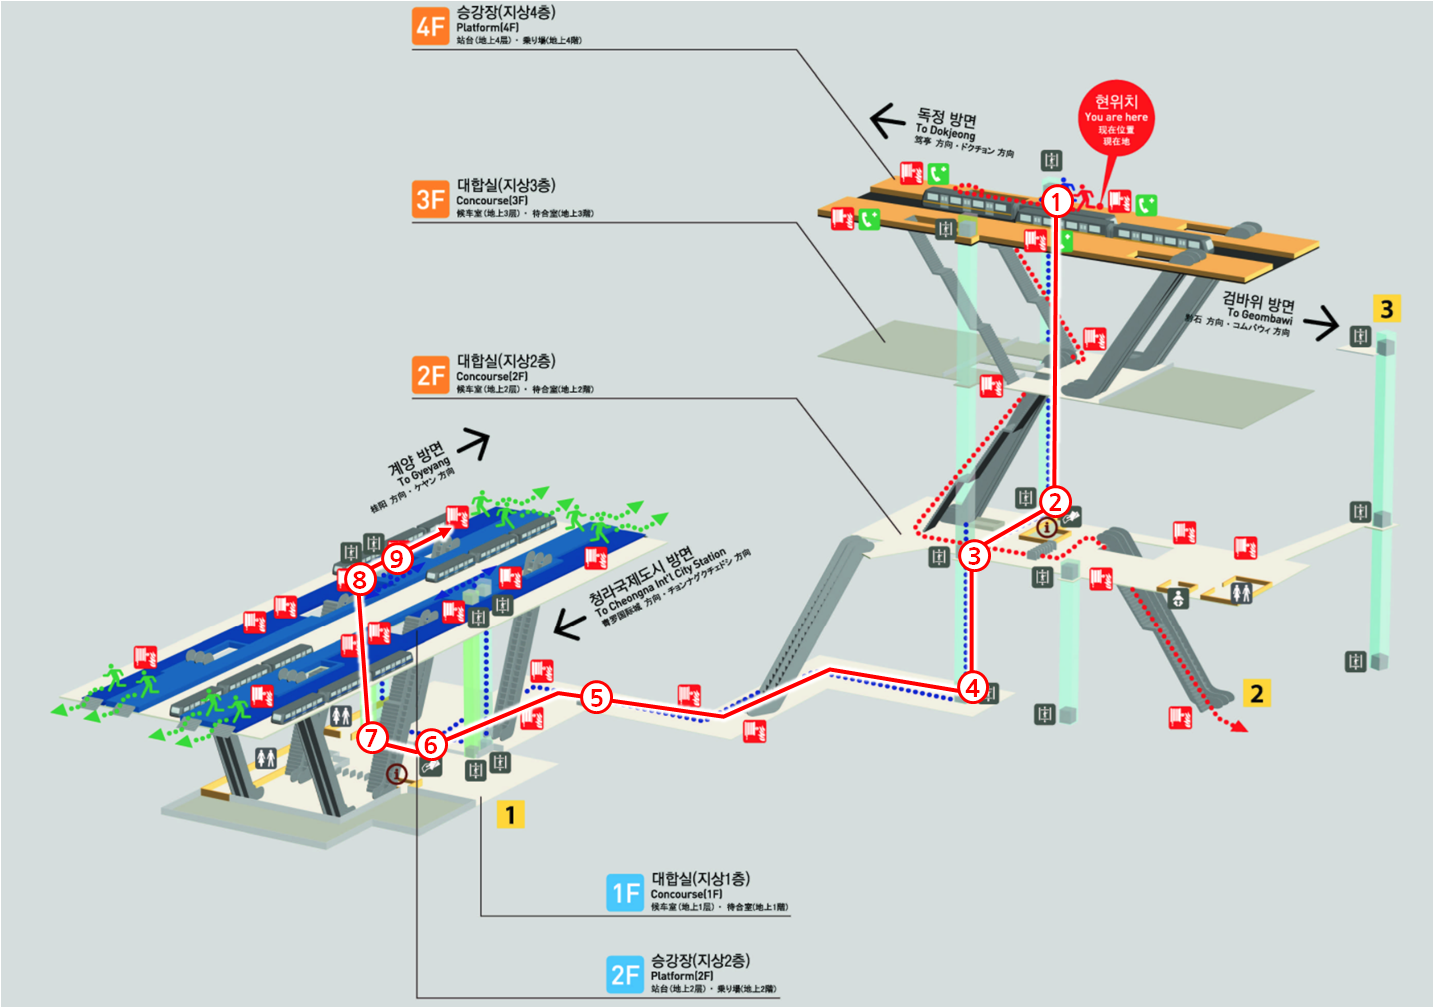 4F
승강장(지상4층)
Platform(4F)
站台(地上4层)・乗り場(地上4階)
3F
대합실(지상3층)
Concourse(3F)
候车室(地上3层)・待合室(地上3階)
2F
대합실(지상2층)
Concourse(2F)
候车室(地上2层)・待合室(地上2階)
독정 방면
To Dokjeong
笃亭 方向・ドクチョン 方向
현위치
You are here
现在位置
現在地
검바위 방면
To Geombawi
黔石 方向・コムバウィ 方向
계양 방면
To Gyeyang
桂阳 方向・ケヤン 方向
청라국제도시 방면
To Cheongna Int'l City Station
青罗国际城 方向・チョンナグクチェドシ 方向
1
2
3
4
5
6
7
8
9
i
i
3
2
1
1F
대합실(지상1층)
Concourse(1F)
候车室(地上1层)・待合室(地上1階)
2F
승강장(지상2층)
Platform(2F)
站台(地上2层)・乗り場(地上2階)